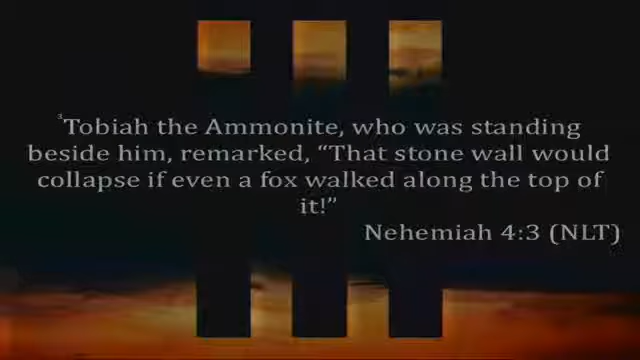 ³Tobiah the Ammonite, who was standing
beside him, remarked, “That stone wall would
collapse if even a fox walked along the top of
it!”
Nehemiah 4:3 (NLT)